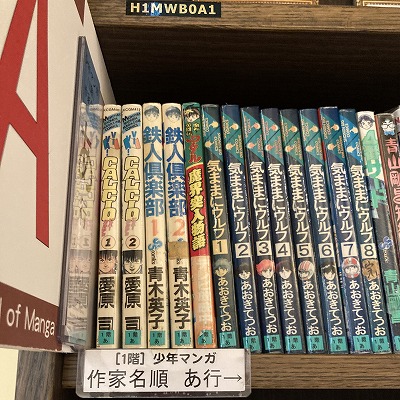 H1MWB0A1
A
l of Manga
CALCIO
1
愛原 司
CALCIO
2
愛原 司
鉄人倶楽部
1
青木英子
鉄人倶楽部
2
青木英子
気ままにウルフ
1
あおきてつお
気ままにウルフ
2
あおきてつお
気ままにウルフ
3
あおきてつお
気ままにウルフ
4
あおきてつお
気ままにウルフ
5
あおきてつお
気ままにウルフ
6
あおきてつお
気ままにウルフ
7
あおきてつお
気ままにウルフ
8
あおきてつお
【1階】少年マンガ
作家名順 あ行→